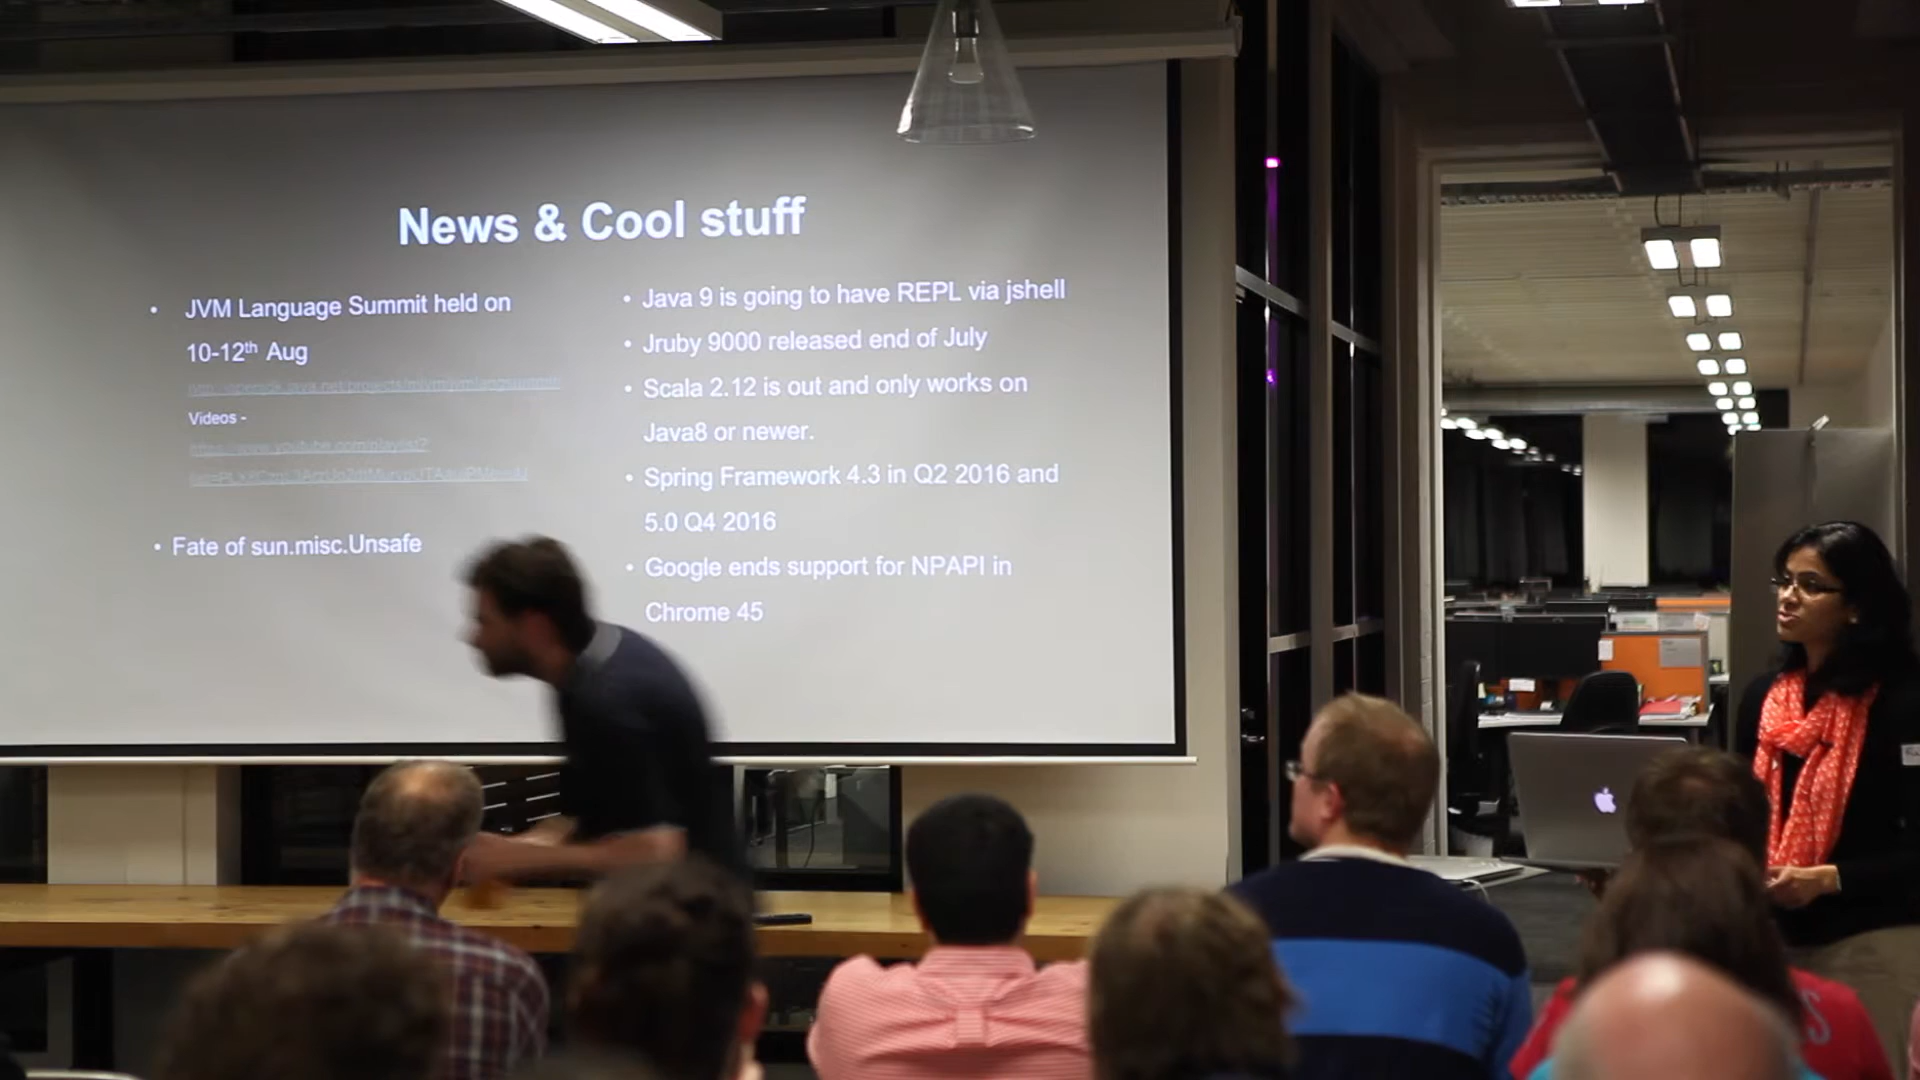 News & Cool stuff
• JVM Language Summit held on
10-12th Aug
Videos -
• Fate of sun.misc.Unsafe
• Java 9 is going to have REPL via jshell
• Jruby 9000 released end of July
• Scala 2.12 is out and only works on
Java8 or newer.
• Spring Framework 4.3 in Q2 2016 and
5.0 Q4 2016
• Google ends support for NPAPI in
Chrome 45